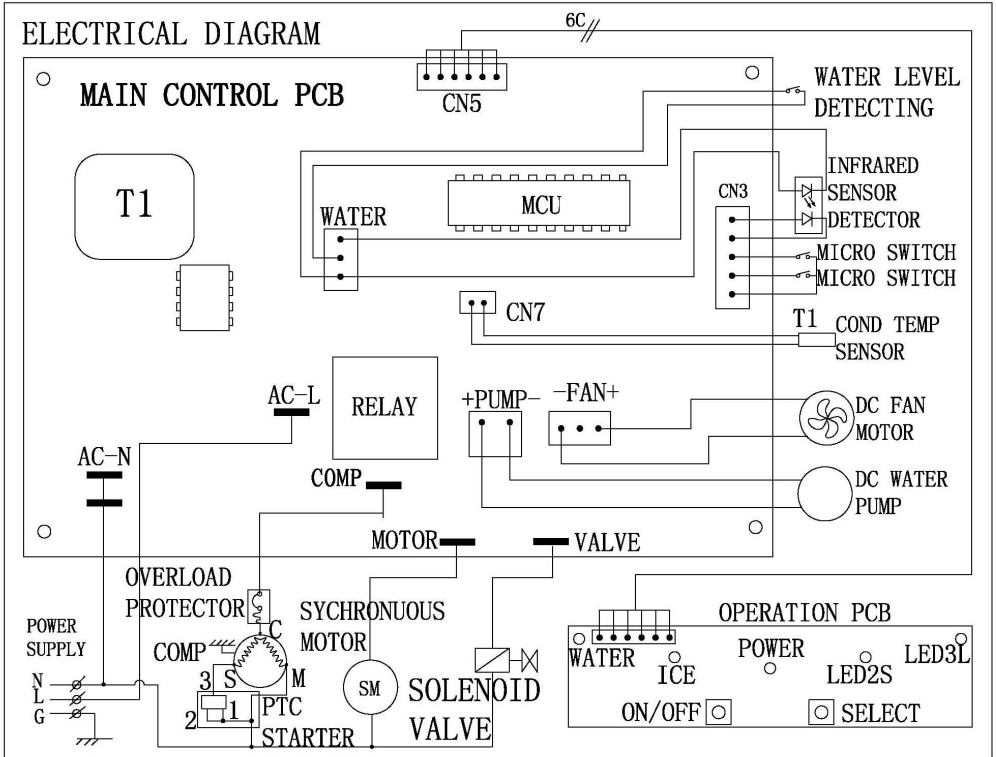 ELECTRICAL DIAGRAM
6C
MAIN CONTROL PCB
CN5
WATER LEVEL
DETECTING
T1
MCU
CN3
INFRARED
SENSOR
DETECTOR
WATER
MICRO SWITCH
MICRO SWITCH
CN7
T1
COND TEMP
SENSOR
AC-L
RELAY
+PUMP-
-FAN+
DC FAN
MOTOR
AC-N
COMP
DC WATER
PUMP
MOTOR
VALVE
OVERLOAD
PROTECTOR
SYCHRONUOUS
MOTOR
OPERATION PCB
POWER
SUPPLY
C
COMP
S
M
3
2
1
PTC
STARTER
N
L
G
SM
SOLENOID
VALVE
WATER
ICE
POWER
LED2S
LED3L
ON/OFF
SELECT